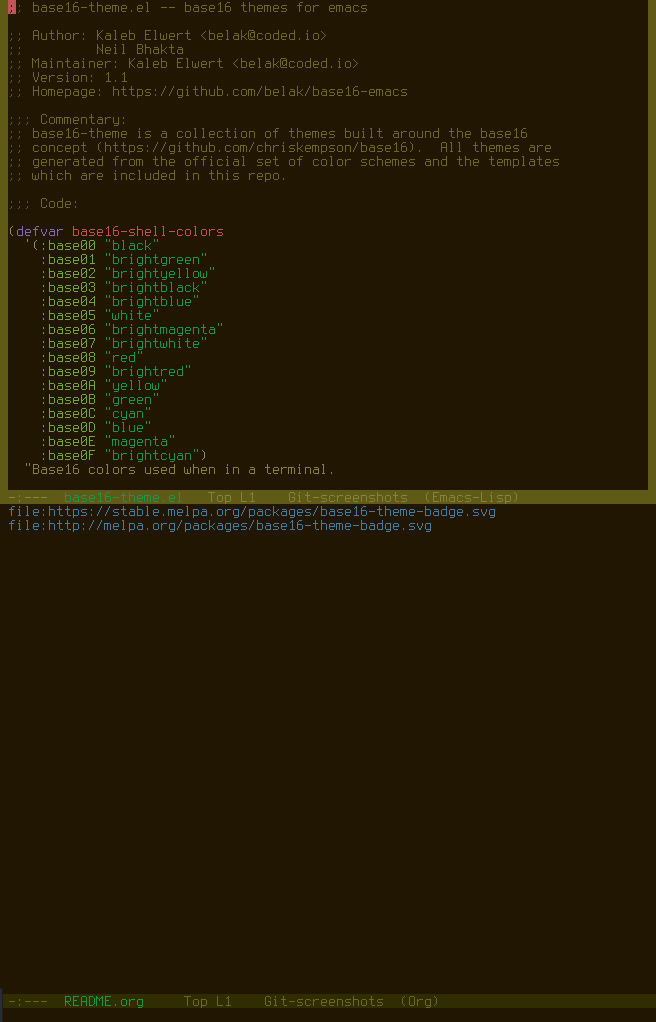 ;; base16-theme.el -- base16 themes for emacs
;; Author: Kaleb Elwert <belak@coded.io>
;;         Neil Bhakta
;; Maintainer: Kaleb Elwert <belak@coded.io>
;; Version: 1.1
;; Homepage: https://github.com/belak/base16-emacs
;;; Commentary:
;; base16-theme is a collection of themes built around the base16
;; concept (https://github.com/chriskempson/base16).  All themes are
;; generated from the official set of color schemes and the templates
;; which are included in this repo.
;;; Code:
(defvar base16-shell-colors
  '(:base00 "black"
    :base01 "brightgreen"
    :base02 "brightyellow"
    :base03 "brightblack"
    :base04 "brightblue"
    :base05 "white"
    :base06 "brightmagenta"
    :base07 "brightwhite"
    :base08 "red"
    :base09 "brightred"
    :base0A "yellow"
    :base0B "green"
    :base0C "cyan"
    :base0D "blue"
    :base0E "magenta"
    :base0F "brightcyan")
  "Base16 colors used when in a terminal.
-:---  base16-theme.el   Top L1    Git-screenshots  (Emacs-Lisp)
file:https://stable.melpa.org/packages/base16-theme-badge.svg
file:http://melpa.org/packages/base16-theme-badge.svg
-:---  README.org     Top L1    Git-screenshots  (Org)